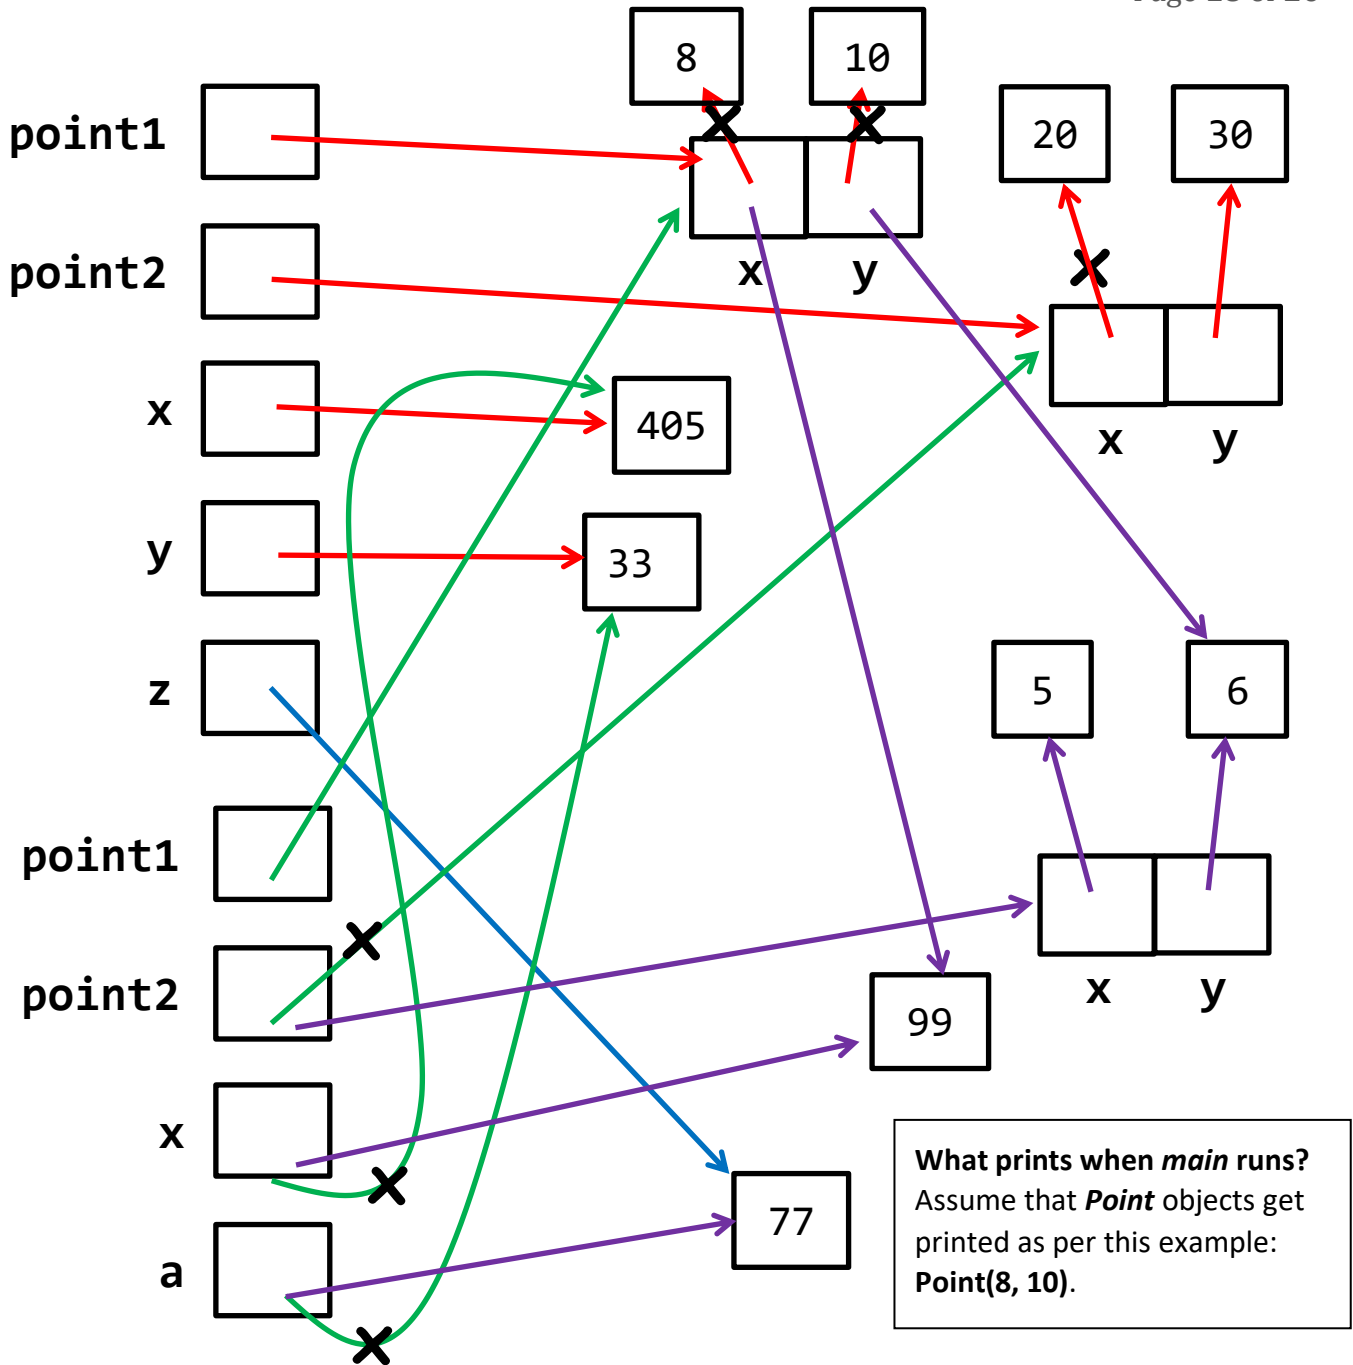 8 10
point1 20 30
point2 x y
x 405 x y
y 33
z 5 6
point1
point2 x y
99
x
What prints when main runs?
Assume that Point objects get
printed as per this example:
Point(8, 10).
77
a